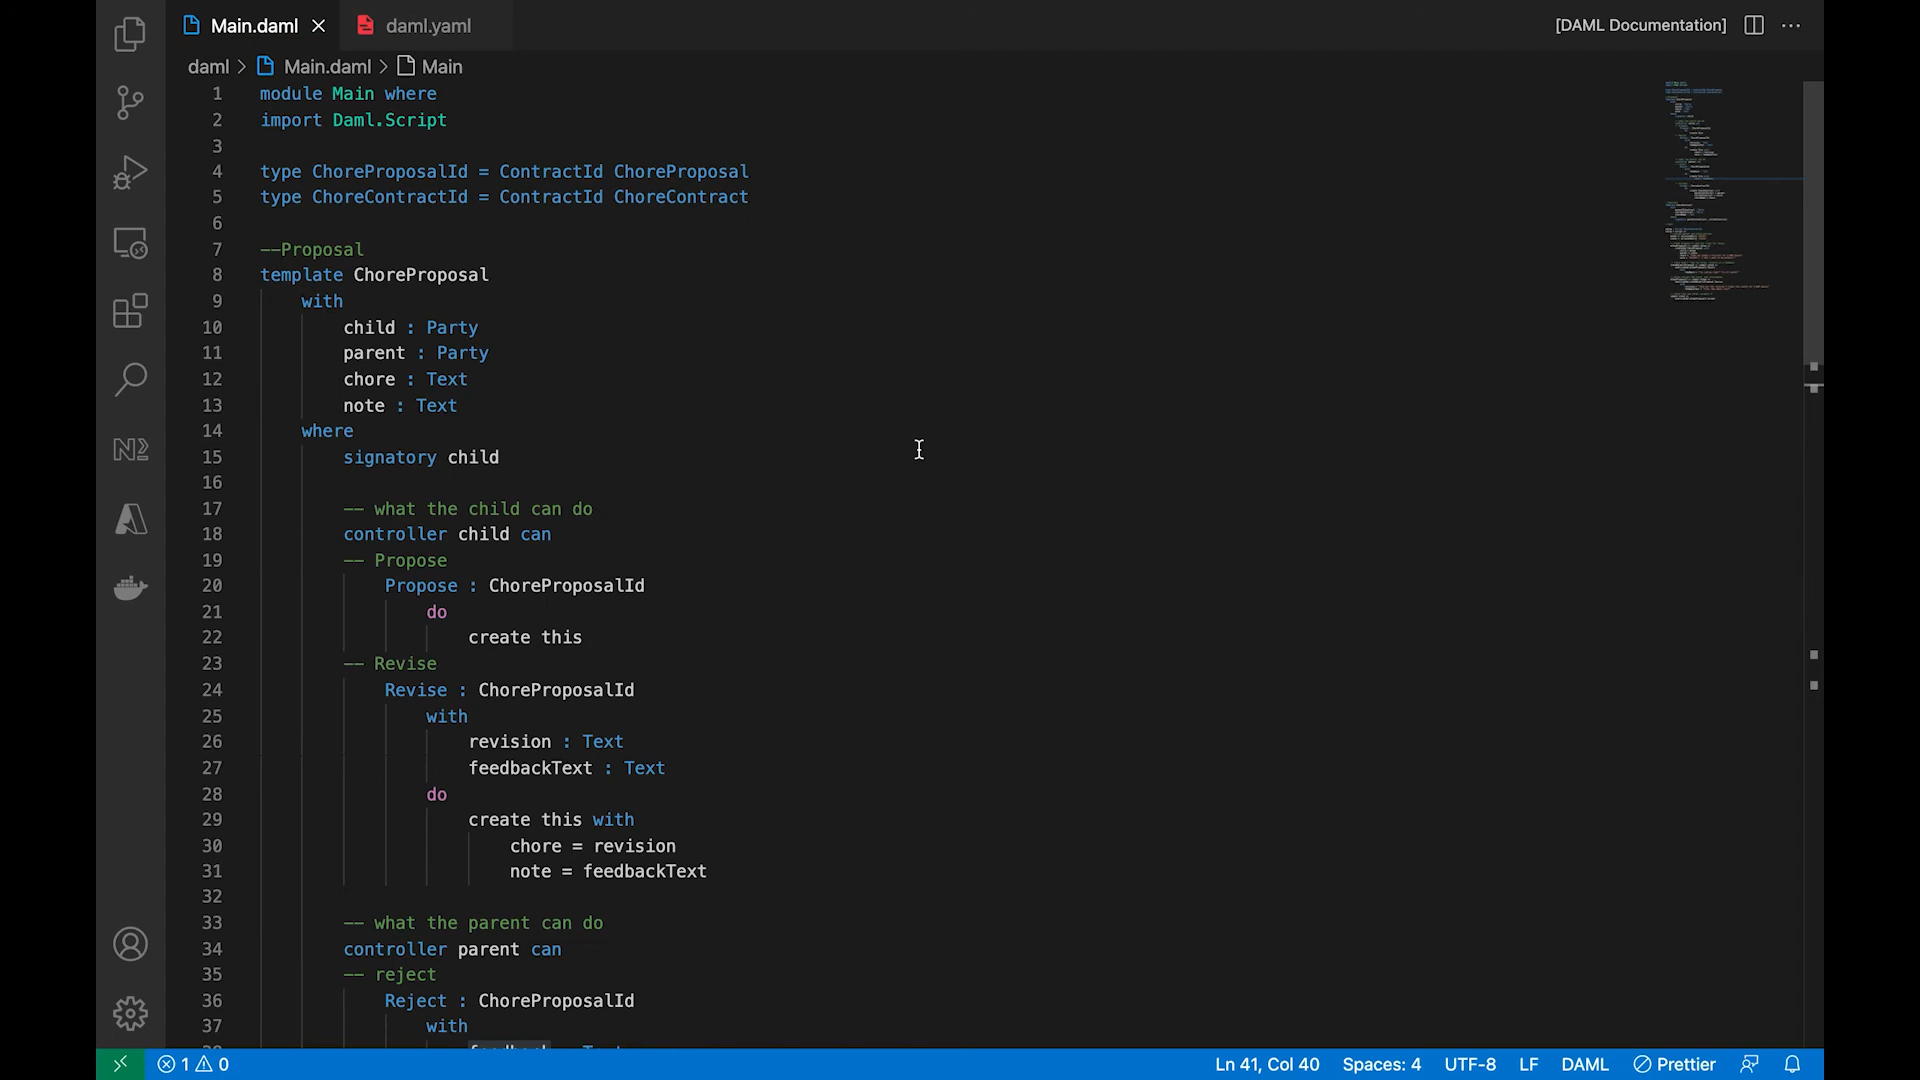 Main.daml
daml.yaml
[DAML Documentation]
daml > Main.daml > Main
1 module Main where
2 import Daml.Script
3
4 type ChoreProposalId = ContractId ChoreProposal
5 type ChoreContractId = ContractId ChoreContract
6
7 --Proposal
8 template ChoreProposal
9 with
10 child : Party
11 parent : Party
12 chore : Text
13 note : Text
14 where
15 signatory child
16
17 -- what the child can do
18 controller child can
19 -- Propose
20 Propose : ChoreProposalId
21 do
22 create this
23 -- Revise
24 Revise : ChoreProposalId
25 with
26 revision : Text
27 feedbackText : Text
28 do
29 create this with
30 chore = revision
31 note = feedbackText
32
33 -- what the parent can do
34 controller parent can
35 -- reject
36 Reject : ChoreProposalId
37 with
1 0
Ln 41, Col 40
Spaces: 4
UTF-8
LF
DAML
Prettier